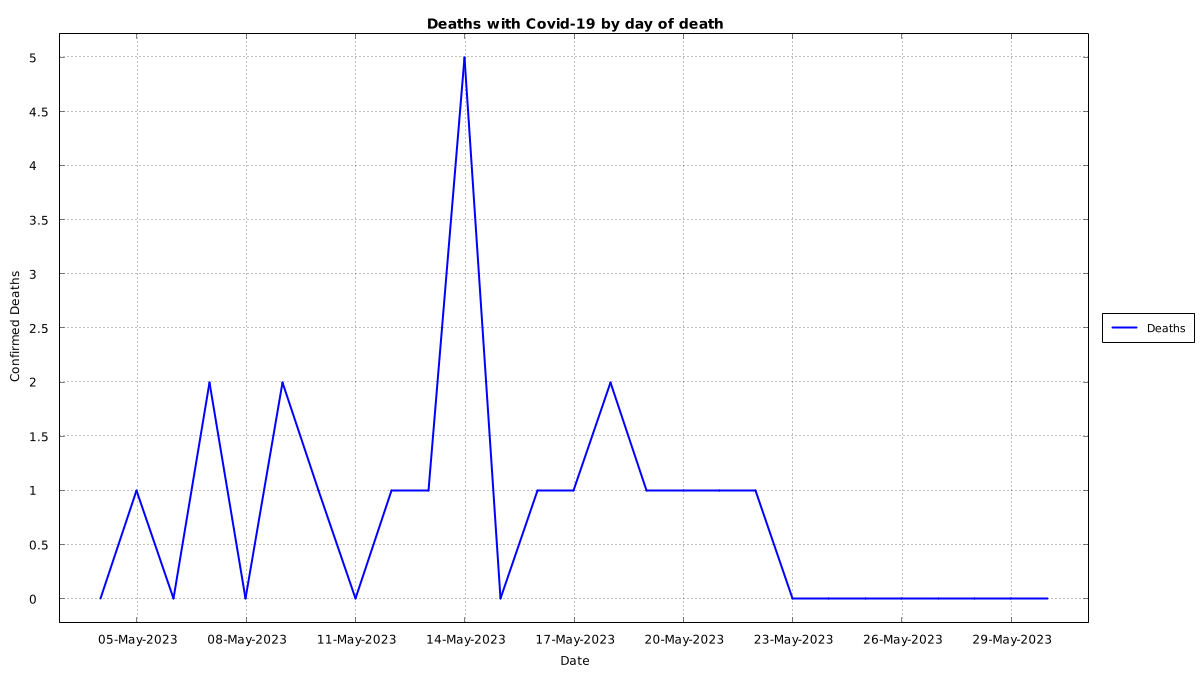 Deaths with Covid-19 by day of death
5
4.5
4
3.5
3
2.5
2
1.5
1
0.5
0
Confirmed Deaths
Deaths
05-May-2023 08-May-2023 11-May-2023 14-May-2023 17-May-2023 20-May-2023 23-May-2023 26-May-2023 29-May-2023
Date